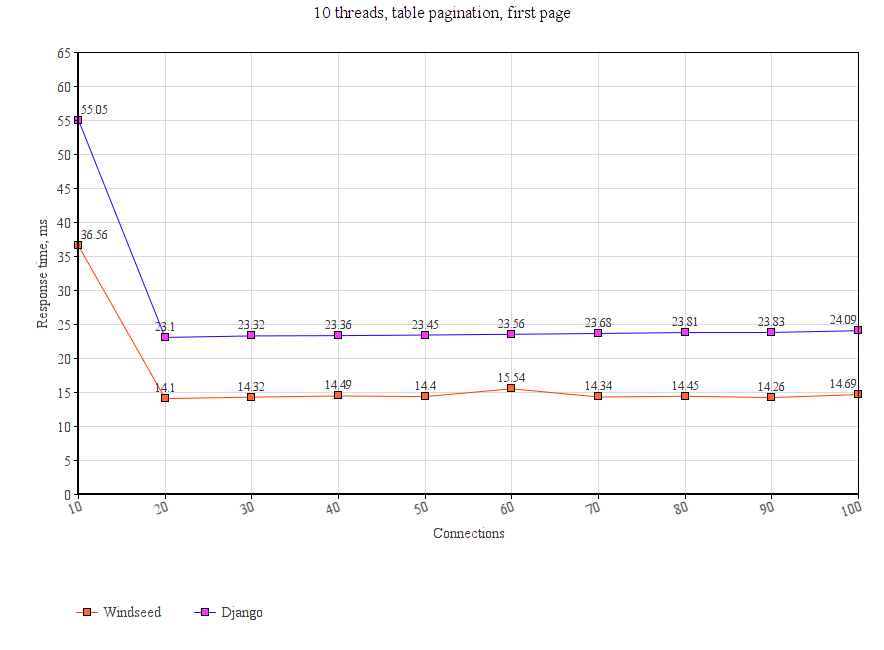 10 threads, table pagination, first page
65
60
55
50
45
40
35
30
25
20
15
10
5
0
Response time, ms
55.05
36.56
23.1 23.32 23.36 23.45 23.56 23.68 23.81 23.83 24.09
14.1 14.32 14.49 14.4 15.54 14.34 14.45 14.26 14.69
10 20 30 40 50 60 70 80 90 100
Connections
Windseed Django